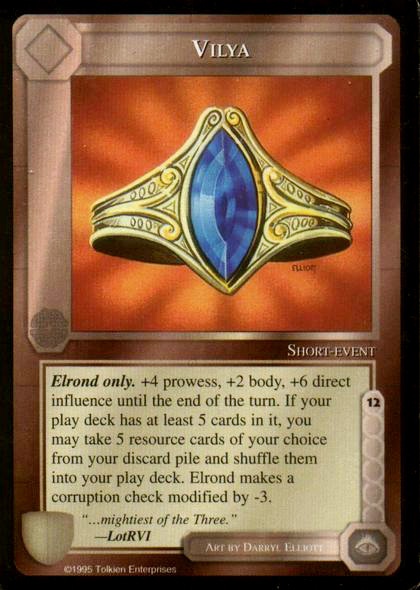 VILYA
ELLIOTT
SHORT-EVENT
Elrond only. +4 prowess, +2 body, +6 direct
influence until the end of the turn. If your
play deck has at least 5 cards in it, you
may take 5 resource cards of your choice
from your discard pile and shuffle them
into your play deck. Elrond makes a
corruption check modified by -3.
12
“...mightiest of the Three.”
—LotRVI
ART BY DARRYL ELLIOTT
©1995 Tolkien Enterprises